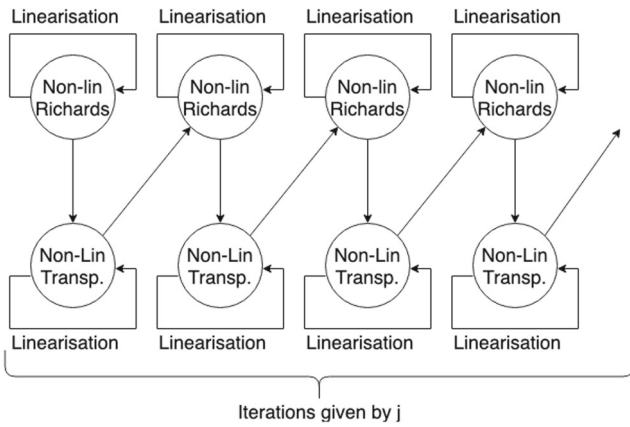 Linearisation Linearisation Linearisation Linearisation
Non-lin Richards
Non-lin Richards
Non-lin Richards
Non-lin Richards
Non-Lin Transp.
Non-Lin Transp.
Non-Lin Transp.
Non-Lin Transp.
Linearisation Linearisation Linearisation Linearisation
Iterations given by j